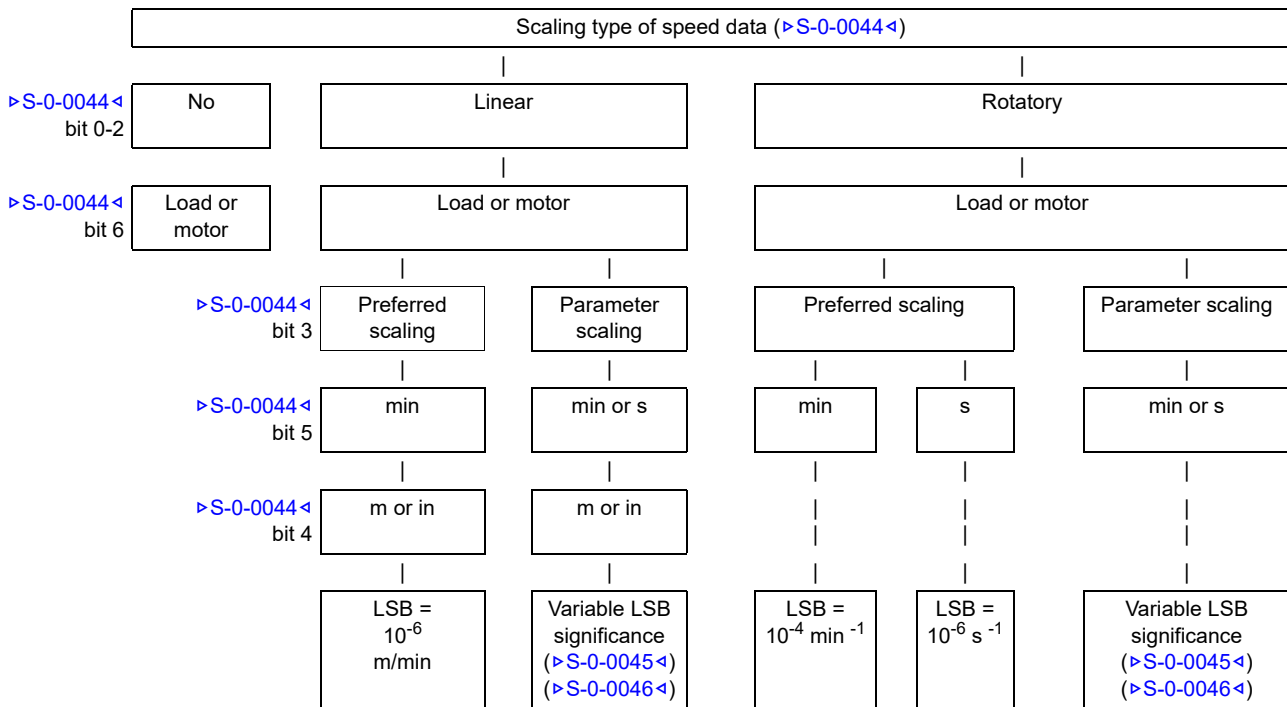 Scaling type of speed data (▹S-0-0044◃)
▹S-0-0044◃
bit 0-2
No
Linear
Rotatory
▹S-0-0044◃
bit 6
Load or
motor
Load or motor
Load or motor
▹S-0-0044◃
bit 3
Preferred
scaling
Parameter
scaling
Preferred scaling
Parameter scaling
▹S-0-0044◃
bit 5
min
min or s
min
s
min or s
▹S-0-0044◃
bit 4
m or in
m or in
LSB =
10⁻⁶
m/min
Variable LSB
significance
(▹S-0-0045◃)
(▹S-0-0046◃)
LSB =
10⁻⁴ min ⁻¹
LSB =
10⁻⁶ s ⁻¹
Variable LSB
significance
(▹S-0-0045◃)
(▹S-0-0046◃)